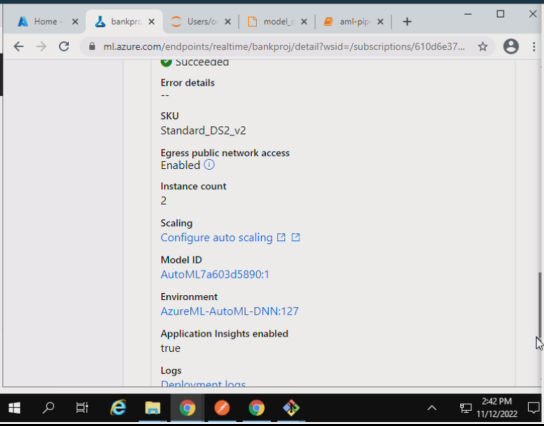 Home -
bankpro
Users/o
model_
aml-pip
ml.azure.com/endpoints/realtime/bankproj/detail?wsid=/subscriptions/610d6e37...
Succeeded
Error details
--
SKU
Standard_DS2_v2
Egress public network access
Enabled
Instance count
2
Scaling
Configure auto scaling
Model ID
AutoML7a603d5890:1
Environment
AzureML-AutoML-DNN:127
Application Insights enabled
true
Logs
Deployment logs
2:42 PM
11/12/2022